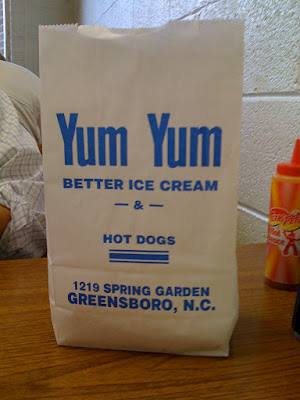 Yum Yum
BETTER ICE CREAM
— & —
HOT DOGS
1219 SPRING GARDEN
GREENSBORO, N.C.